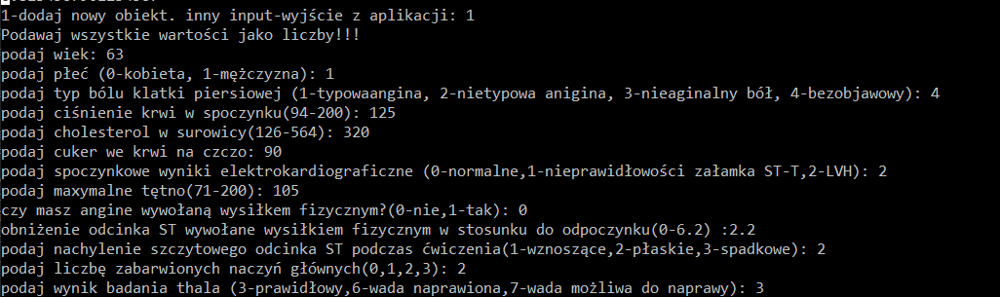 1-dodaj nowy obiekt. inny input-wyjście z aplikacji: 1
Podawaj wszystkie wartości jako liczby!!!
podaj wiek: 63
podaj płeć (0-kobieta, 1-mężczyzna): 1
podaj typ bólu klatki piersiowej (1-typowaangina, 2-nietypowa anigina, 3-nieaginalny bół, 4-bezobjawowy): 4
podaj ciśnienie krwi w spoczynku(94-200): 125
podaj cholesterol w surowicy(126-564): 320
podaj cuker we krwi na czczo: 90
podaj spoczynkowe wyniki elektrokardiograficzne (0-normalne,1-nieprawidłowości załamka ST-T,2-LVH): 2
podaj maxymalne tętno(71-200): 105
czy masz angine wywołaną wysiłkem fizycznym?(0-nie,1-tak): 0
obniżenie odcinka ST wywołane wysiłkiem fizycznym w stosunku do odpoczynku(0-6.2) :2.2
podaj nachylenie szczytowego odcinka ST podczas ćwiczenia(1-wznoszące,2-płaskie,3-spadkowe): 2
podaj liczbę zabarwionych naczyń głównych(0,1,2,3): 2
podaj wynik badania thala (3-prawidłowy,6-wada naprawiona,7-wada możliwa do naprawy): 3